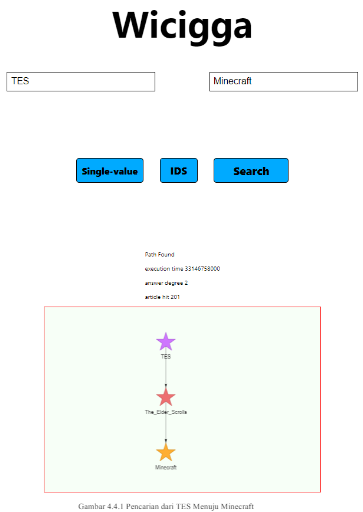 Wicigga
TES
Minecraft
Single-value
IDS
Search
Path Found
execution time 33146758000
answer degree 2
article hit 201
TES
The_Elder_Scrolls
Minecraft
Gambar 4.4.1 Pencarian dari TES Menuju Minecraft